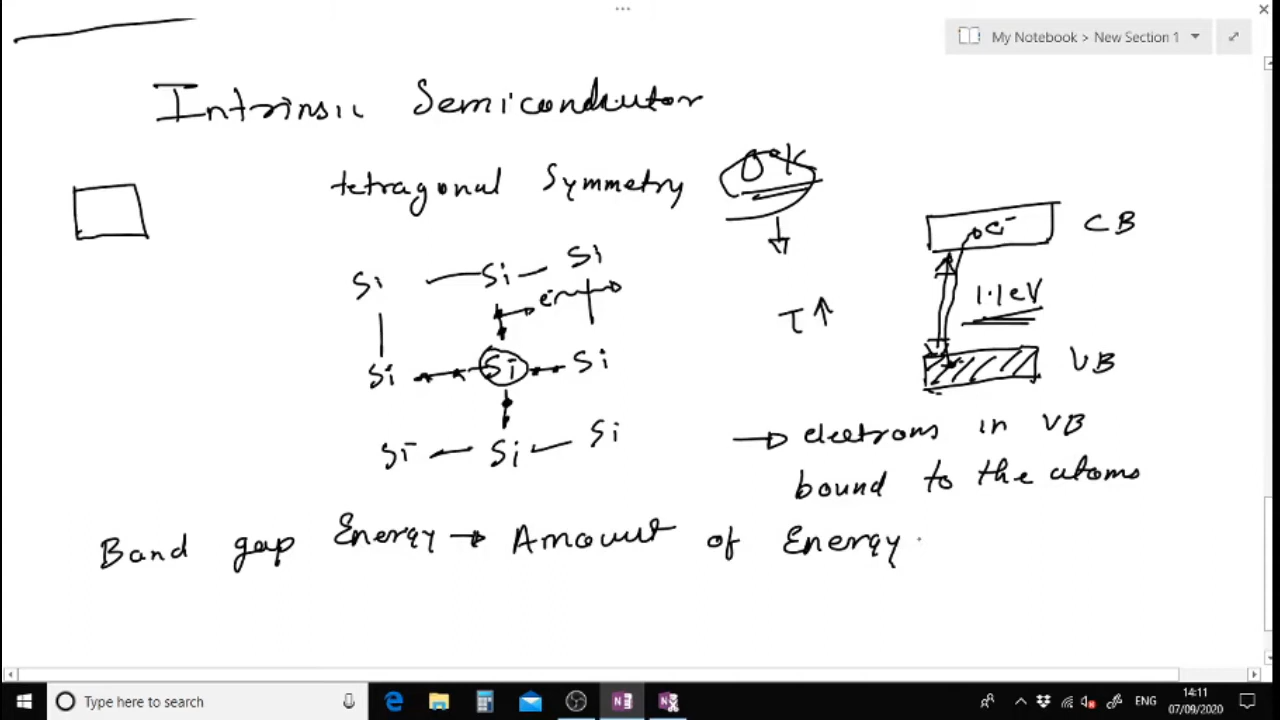 My Notebook > New Section 1
Intrinsic Semiconductor
tetragonal Symmetry 0°K
Si Si Si
e-
T↑
Si Si Si
Si Si Si
e- CB
1.1eV
VB
→ electrons in VB
bound to the atoms
Band gap Energy → Amount of Energy
Type here to search
ENG
14:11
07/09/2020